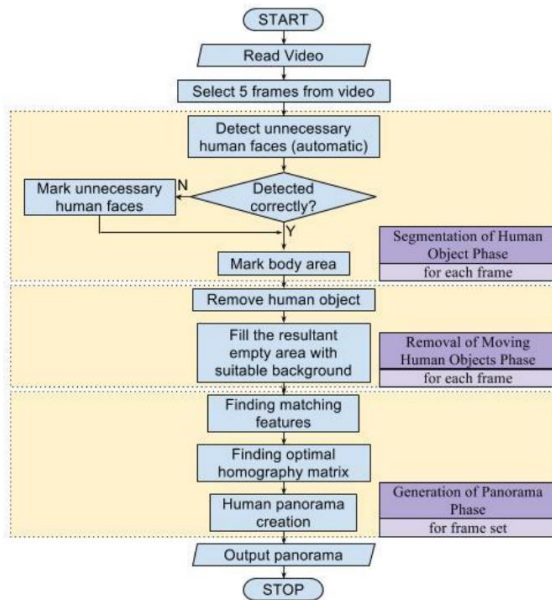 START
Read Video
Select 5 frames from video
Detect unnecessary
human faces (automatic)
Mark unnecessary
human faces
N
Detected
correctly?
Y
Mark body area
Segmentation of Human
Object Phase
for each frame
Remove human object
Fill the resultant
empty area with
suitable background
Removal of Moving
Human Objects Phase
for each frame
Finding matching
features
Finding optimal
homography matrix
Human panorama
creation
Generation of Panorama
Phase
for frame set
Output panorama
STOP